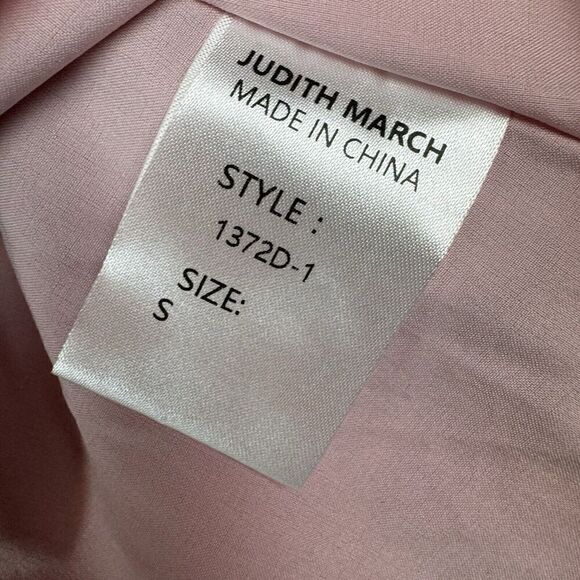 JUDITH MARCH
MADE IN CHINA
STYLE :
1372D-1
SIZE:
S